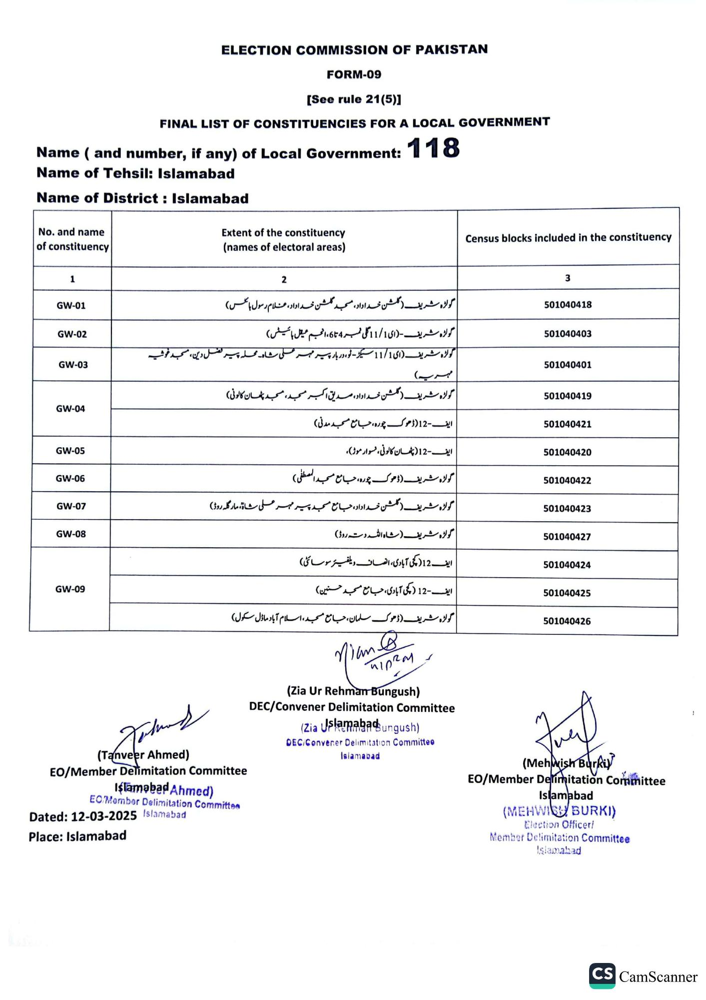 ELECTION COMMISSION OF PAKISTAN
FORM-09
[See rule 21(5)]
FINAL LIST OF CONSTITUENCIES FOR A LOCAL GOVERNMENT
Name ( and number, if any) of Local Government: 118
Name of Tehsil: Islamabad
Name of District : Islamabad
No. and name of constituency | Extent of the constituency (names of electoral areas) | Census blocks included in the constituency
1 | 2 | 3
GW-01 | گولڑہ شریف (گلشن خداداد، مسجد گلشن خداداد، غلام رسول ہائٹس) | 501040418
GW-02 | گولڑہ شریف-(ای11/1 گلی نمبر 4 تا 6، انجم عقیل ہائیٹس) | 501040403
GW-03 | گولڑہ شریف (ای11/1 سیکٹر-ٹو، دربار پیر مہر علی شاہ۔محلہ پیر فضل دین، مسجد غوثیہ
مہریہ) | 501040401
GW-04 | گولڑہ شریف (گلشن خداداد، صدیق اکبر مسجد، مسجد پٹھان کالونی) | 501040419
ایف-12(ڈھوک چورہ، جامع مسجد مدنی) | 501040421
GW-05 | ایف-12(پٹھان کالونی، نسوار موڑ)، | 501040420
GW-06 | گولڑہ شریف (ڈھوک چورہ، جامع مسجد المصطفٰی) | 501040422
GW-07 | گولڑہ شریف (گلشن خداداد، جامع مسجد پیر مہر علی شاہؒ، مارگلہ روڈ) | 501040423
GW-08 | گولڑہ شریف (شاہ اللہ دتہ روڈ) | 501040427
GW-09 | ایف12(کچی آبادی، انصاف ویلفیئر سوسائٹی) | 501040424
ایف-12 (کچی آبادی، جامع مسجد حسنین) | 501040425
گولڑہ شریف (ڈھوک سلمان، جامع مسجد، اسلام آباد ماڈل سکول) | 501040426
(Zia Ur Rehman Bungush)
DEC/Convener Delimitation Committee
Islamabad
(Zia Ur Rehman Bungush)
DEC/Convener Delimitation Committee
Islamabad
(Tanveer Ahmed)
EO/Member Delimitation Committee
Islamabad
(Tanveer Ahmed)
EO/Member Delimitation Committee
Islamabad
(Mehwish Burki)
EO/Member Delimitation Committee
Islamabad
(MEHWISH BURKI)
Election Officer/
Member Delimitation Committee
Islamabad
Dated: 12-03-2025
Place: Islamabad
CS CamScanner